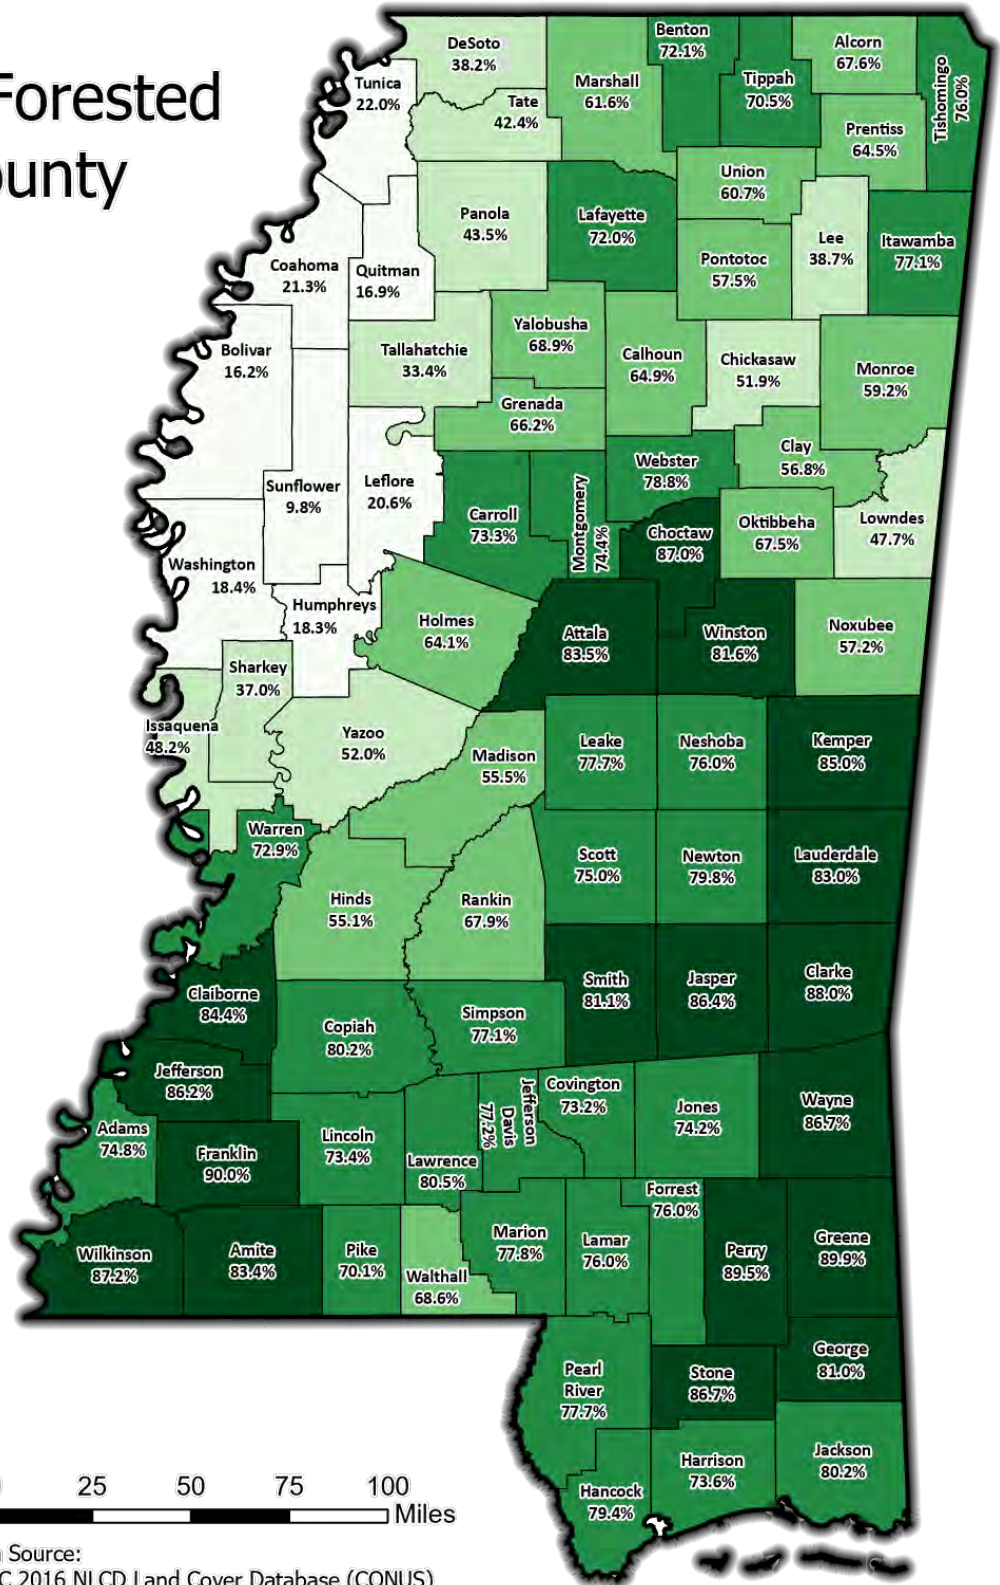 Forested
ounty
DeSoto
38.2%
Tunica
22.0%
Tate
42.4%
Marshall
61.6%
Benton
72.1%
Tippah
70.5%
Alcorn
67.6%
Tishomingo
76.0%
Prentiss
64.5%
Union
60.7%
Panola
43.5%
Lafayette
72.0%
Pontotoc
57.5%
Lee
38.7%
Itawamba
77.1%
Coahoma
21.3%
Quitman
16.9%
Bolivar
16.2%
Tallahatchie
33.4%
Yalobusha
68.9%
Calhoun
64.9%
Chickasaw
51.9%
Monroe
59.2%
Grenada
66.2%
Clay
56.8%
Sunflower
9.8%
Leflore
20.6%
Carroll
73.3%
Montgomery
74.4%
Webster
78.8%
Choctaw
87.0%
Oktibbeha
67.5%
Lowndes
47.7%
Washington
18.4%
Humphreys
18.3%
Holmes
64.1%
Attala
83.5%
Winston
81.6%
Noxubee
57.2%
Sharkey
37.0%
Issaquena
48.2%
Yazoo
52.0%
Madison
55.5%
Leake
77.7%
Neshoba
76.0%
Kemper
85.0%
Warren
72.9%
Hinds
55.1%
Rankin
67.9%
Scott
75.0%
Newton
79.8%
Lauderdale
83.0%
Claiborne
84.4%
Copiah
80.2%
Simpson
77.1%
Smith
81.1%
Jasper
86.4%
Clarke
88.0%
Jefferson
86.2%
Adams
74.8%
Franklin
90.0%
Lincoln
73.4%
Lawrence
80.5%
Jefferson
Davis
77.2%
Covington
73.2%
Jones
74.2%
Wayne
86.7%
Wilkinson
87.2%
Amite
83.4%
Pike
70.1%
Walthall
68.6%
Marion
77.8%
Lamar
76.0%
Forrest
76.0%
Perry
89.5%
Greene
89.9%
Pearl
River
77.7%
Stone
86.7%
George
81.0%
Hancock
79.4%
Harrison
73.6%
Jackson
80.2%
25 50 75 100
Miles
Source:
C 2016 NLCD Land Cover Database (CONUS)